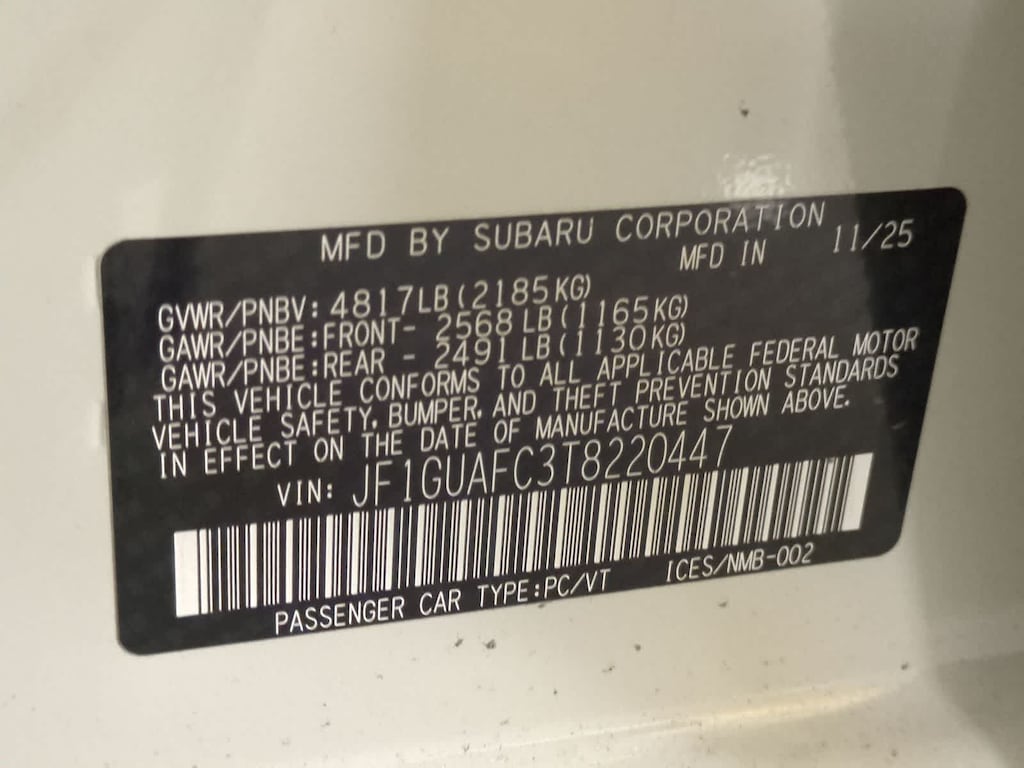 MFD BY SUBARU CORPORATION
MFD IN 11/25
GVWR/PNBV: 4817LB(2185KG)
GAWR/PNBE:FRONT- 2568LB(1165KG)
GAWR/PNBE:REAR - 2491LB(1130KG)
THIS VEHICLE CONFORMS TO ALL APPLICABLE FEDERAL MOTOR
VEHICLE SAFETY, BUMPER, AND THEFT PREVENTION STANDARDS
IN EFFECT ON THE DATE OF MANUFACTURE SHOWN ABOVE.
VIN: JF1GUAFC3T8220447
PASSENGER CAR TYPE:PC/VT ICES/NMB-002